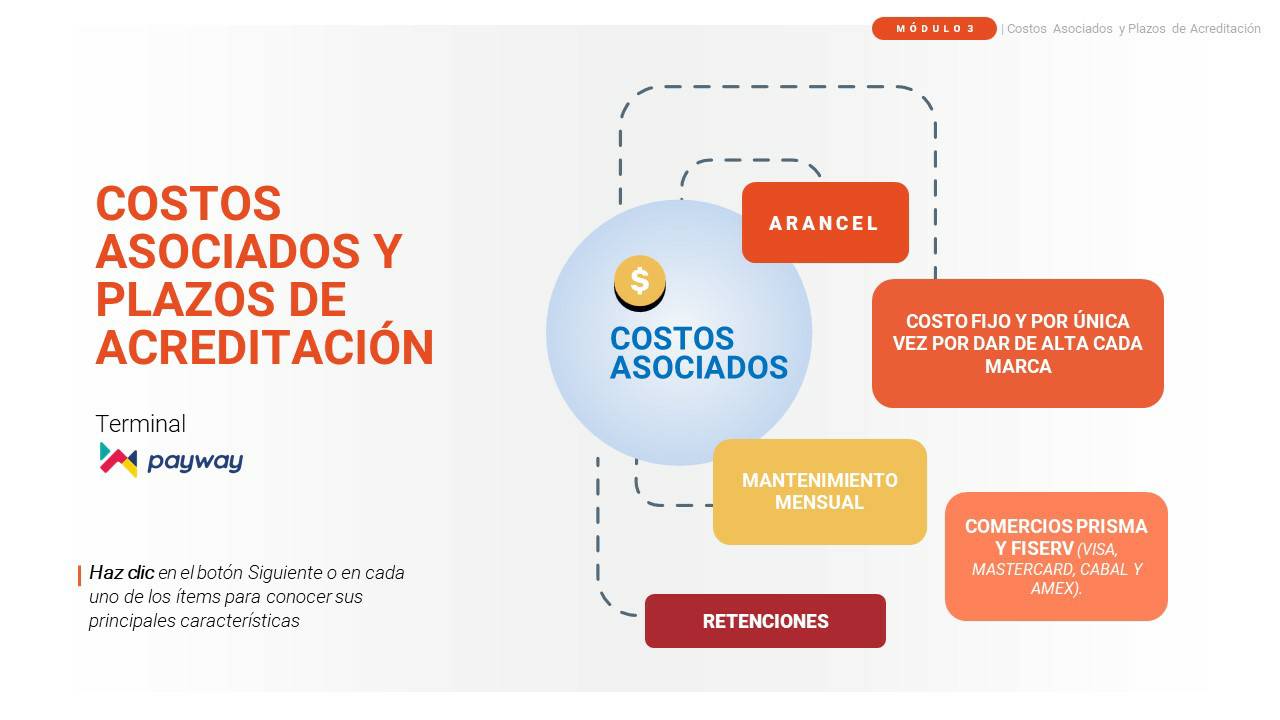 MÓDULO 3 | Costos Asociados y Plazos de Acreditación
COSTOS
ASOCIADOS Y
PLAZOS DE
ACREDITACIÓN
Terminal
payway
Haz clic en el botón Siguiente o en cada
uno de los ítems para conocer sus
principales características
$
COSTOS
ASOCIADOS
ARANCEL
COSTO FIJO Y POR ÚNICA
VEZ POR DAR DE ALTA CADA
MARCA
MANTENIMIENTO
MENSUAL
COMERCIOS PRISMA
Y FISERV (VISA,
MASTERCARD, CABAL Y
AMEX).
RETENCIONES